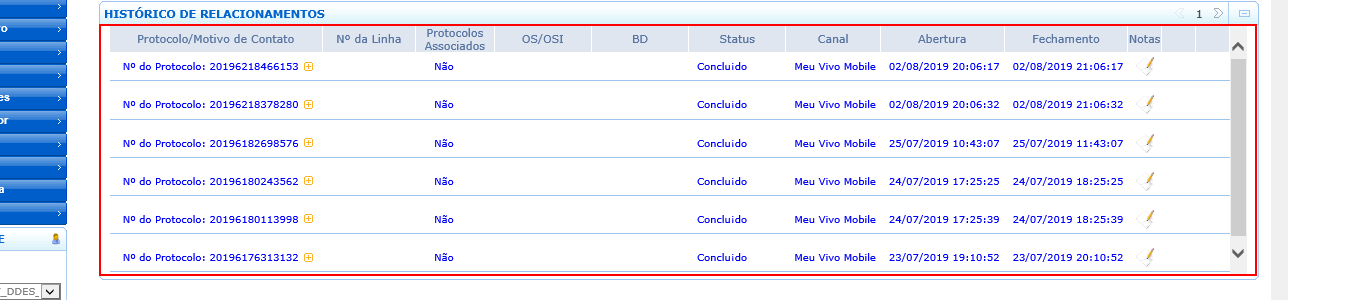 HISTÓRICO DE RELACIONAMENTOS 1
Protocolo/Motivo de Contato Nº da Linha Protocolos Associados OS/OSI BD Status Canal Abertura Fechamento Notas
Nº do Protocolo: 20196218466153 Não Concluido Meu Vivo Mobile 02/08/2019 20:06:17 02/08/2019 21:06:17
Nº do Protocolo: 20196218378280 Não Concluido Meu Vivo Mobile 02/08/2019 20:06:32 02/08/2019 21:06:32
Nº do Protocolo: 20196182698576 Não Concluido Meu Vivo Mobile 25/07/2019 10:43:07 25/07/2019 11:43:07
Nº do Protocolo: 20196180243562 Não Concluido Meu Vivo Mobile 24/07/2019 17:25:25 24/07/2019 18:25:25
Nº do Protocolo: 20196180113998 Não Concluido Meu Vivo Mobile 24/07/2019 17:25:39 24/07/2019 18:25:39
Nº do Protocolo: 20196176313132 Não Concluido Meu Vivo Mobile 23/07/2019 19:10:52 23/07/2019 20:10:52